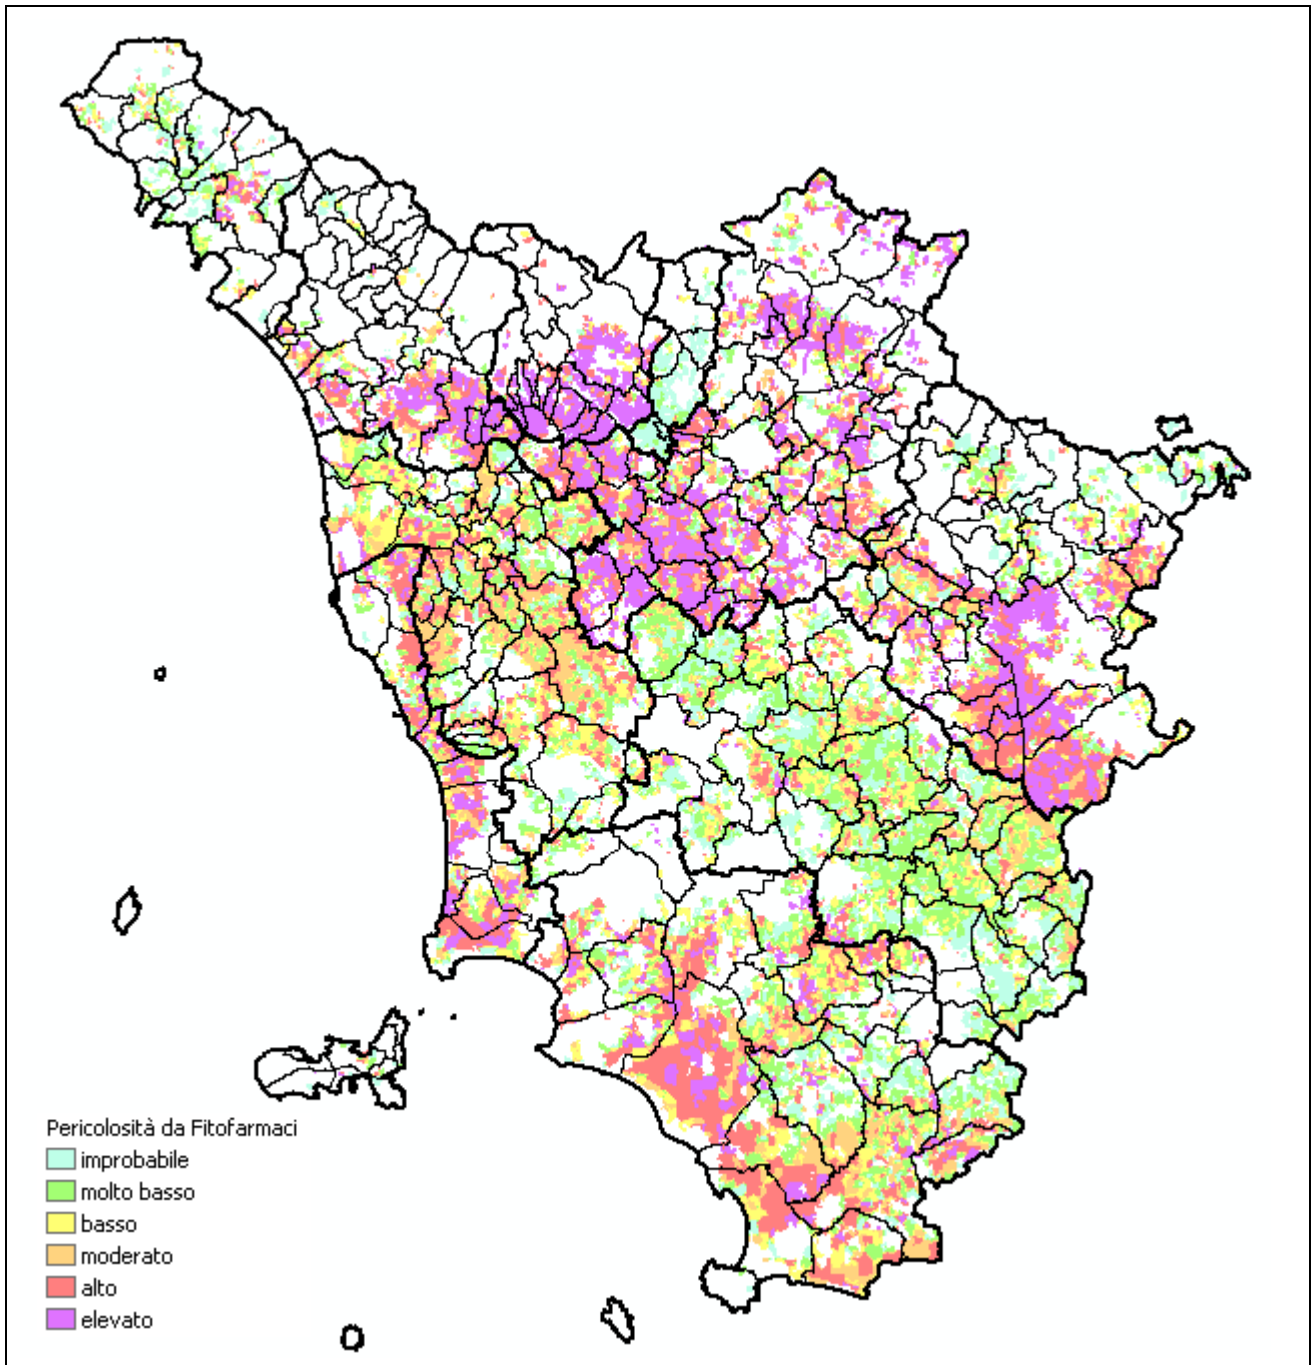 Pericolosità da Fitofarmaci
improbabile
molto basso
basso
moderato
alto
elevato